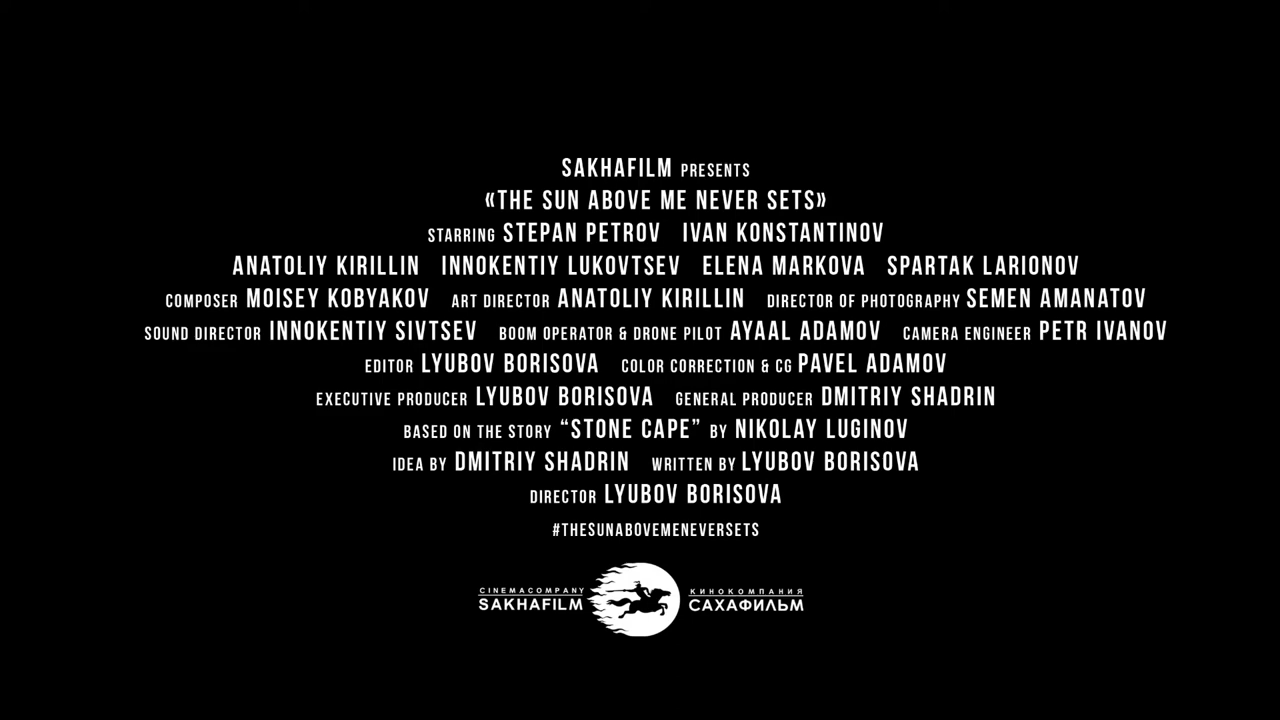 SAKHAFILM PRESENTS
«THE SUN ABOVE ME NEVER SETS»
STARRING STEPAN PETROV IVAN KONSTANTINOV
ANATOLIY KIRILLIN INNOKENTIY LUKOVTSEV ELENA MARKOVA SPARTAK LARIONOV
COMPOSER MOISEY KOBYAKOV ART DIRECTOR ANATOLIY KIRILLIN DIRECTOR OF PHOTOGRAPHY SEMEN AMANATOV
SOUND DIRECTOR INNOKENTIY SIVTSEV BOOM OPERATOR & DRONE PILOT AYAAL ADAMOV CAMERA ENGINEER PETR IVANOV
EDITOR LYUBOV BORISOVA COLOR CORRECTION & CG PAVEL ADAMOV
EXECUTIVE PRODUCER LYUBOV BORISOVA GENERAL PRODUCER DMITRIY SHADRIN
BASED ON THE STORY “STONE CAPE” BY NIKOLAY LUGINOV
IDEA BY DMITRIY SHADRIN WRITTEN BY LYUBOV BORISOVA
DIRECTOR LYUBOV BORISOVA
#THESUNABOVEMENEVERSETS
CINEMACOMPANY
SAKHAFILM
КИНОКОМПАНИЯ
САХАФИЛЬМ